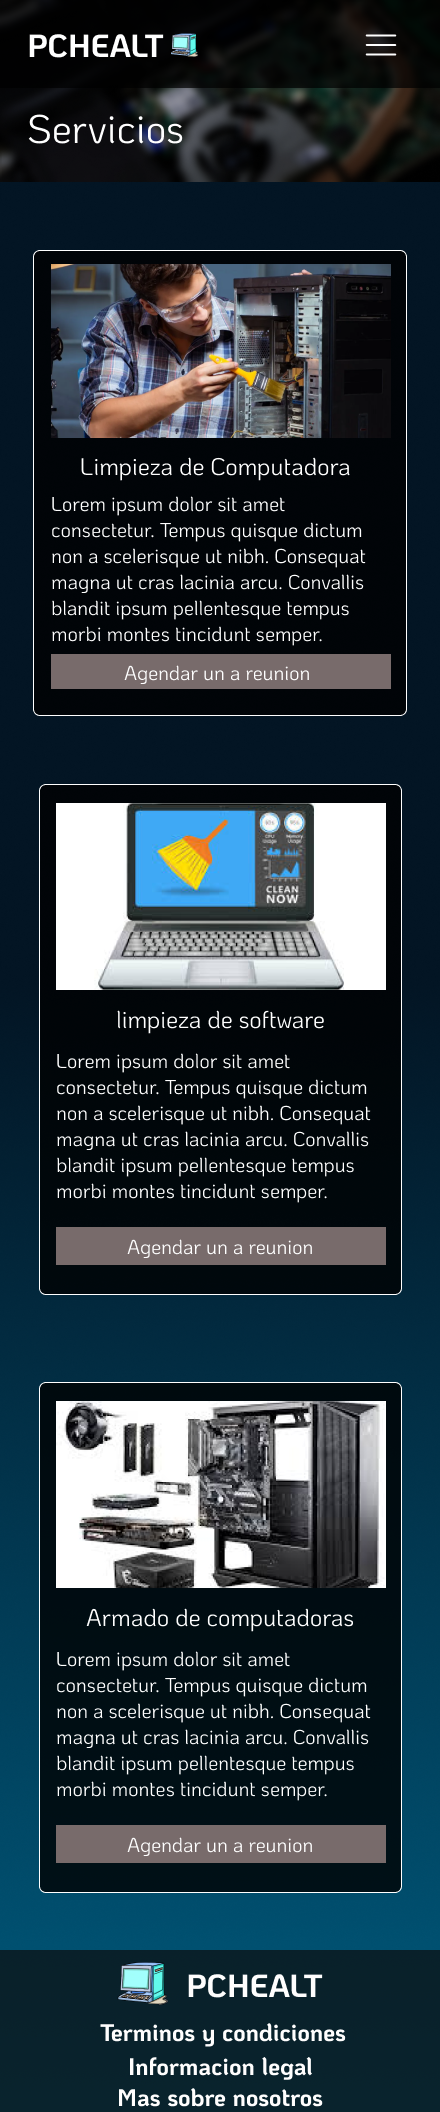 PCHEALT
Servicios
Limpieza de Computadora
Lorem ipsum dolor sit amet
consectetur. Tempus quisque dictum
non a scelerisque ut nibh. Consequat
magna ut cras lacinia arcu. Convallis
blandit ipsum pellentesque tempus
morbi montes tincidunt semper.
Agendar un a reunion
CPU Usage
Memory Usage
CLEAN
NOW
limpieza de software
Lorem ipsum dolor sit amet
consectetur. Tempus quisque dictum
non a scelerisque ut nibh. Consequat
magna ut cras lacinia arcu. Convallis
blandit ipsum pellentesque tempus
morbi montes tincidunt semper.
Agendar un a reunion
Armado de computadoras
Lorem ipsum dolor sit amet
consectetur. Tempus quisque dictum
non a scelerisque ut nibh. Consequat
magna ut cras lacinia arcu. Convallis
blandit ipsum pellentesque tempus
morbi montes tincidunt semper.
Agendar un a reunion
PCHEALT
Terminos y condiciones
Informacion legal
Mas sobre nosotros